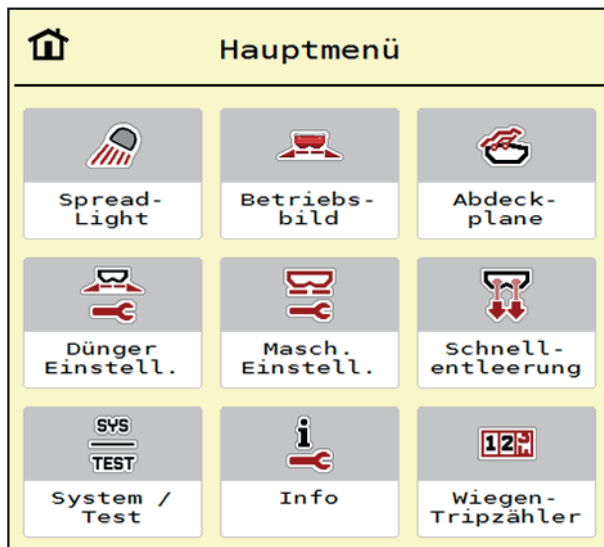 Hauptmenü
Spread-
Light
Betriebs-
bild
Abdeck-
plane
Dünger
Einstell.
Masch.
Einstell.
Schnell-
entleerung
SYS
TEST
System /
Test
i
Info
12
Wiegen-
Tripzähler